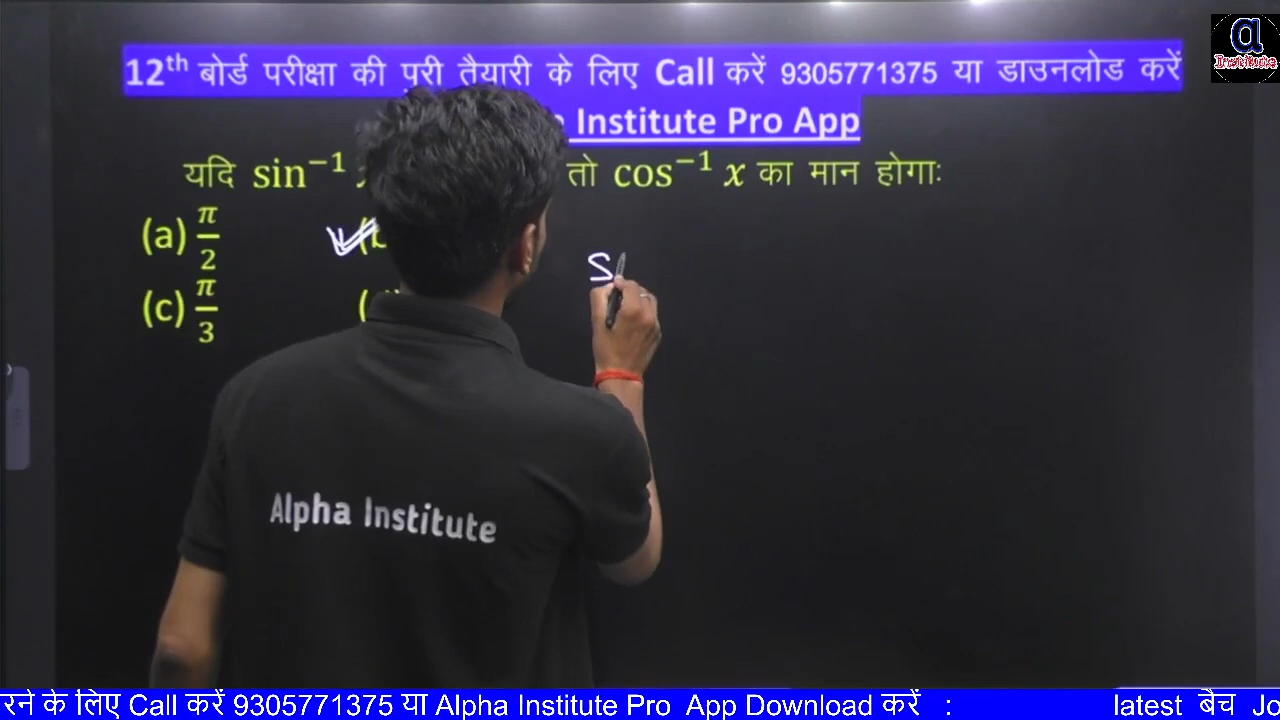 α
Institute
12th बोर्ड परीक्षा की पुरी तैयारी के लिए Call करें 9305771375 या डाउनलोड करें
Institute Pro App
यदि sin⁻¹ तो cos⁻¹ x का मान होगाः
(a) π/2
(c) π/3
S
Alpha Institute
रने के लिए Call करें 9305771375 या Alpha Institute Pro App Download करें : latest बैच Jo